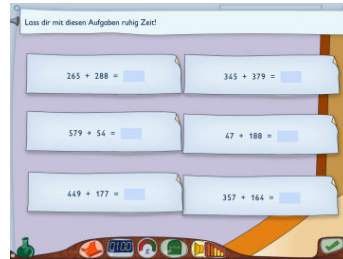 Lass dir mit diesen Aufgaben ruhig Zeit!
265 + 288 =
345 + 379 =
579 + 54 =
47 + 188 =
449 + 177 =
357 + 164 =